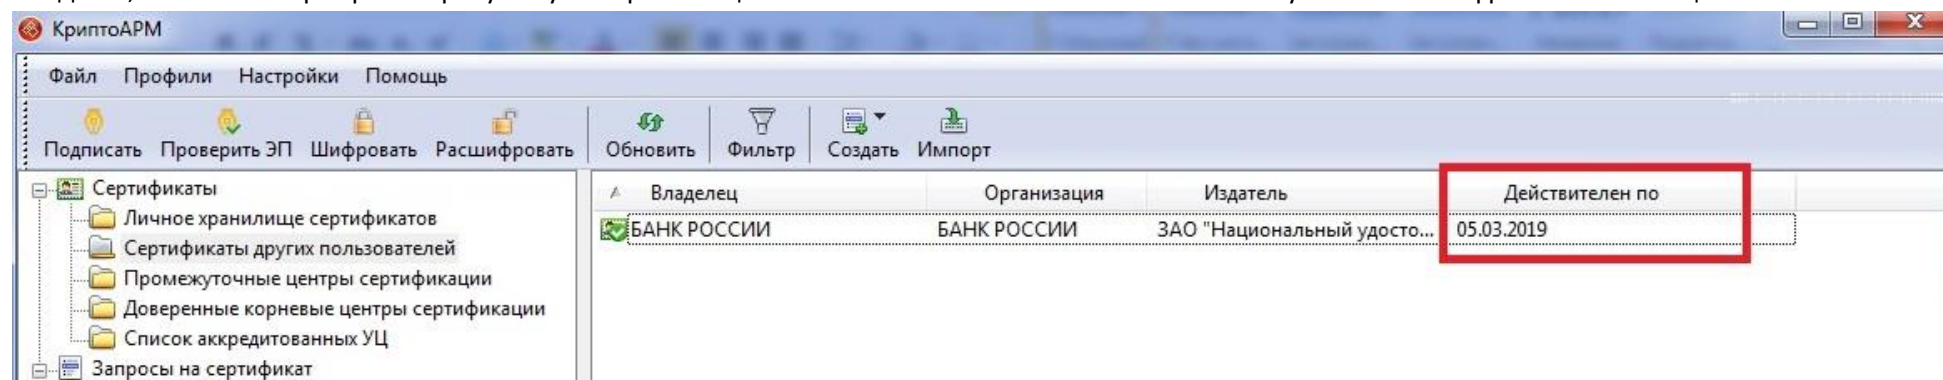 КриптоАРМ
Файл Профили Настройки Помощь
Подписать Проверить ЭП Шифровать Расшифровать Обновить Фильтр Создать Импорт
Сертификаты
Личное хранилище сертификатов
Сертификаты других пользователей
Промежуточные центры сертификации
Доверенные корневые центры сертификации
Список аккредитованных УЦ
Запросы на сертификат
Владелец Организация Издатель Действителен по
БАНК РОССИИ БАНК РОССИИ ЗАО "Национальный удосто... 05.03.2019